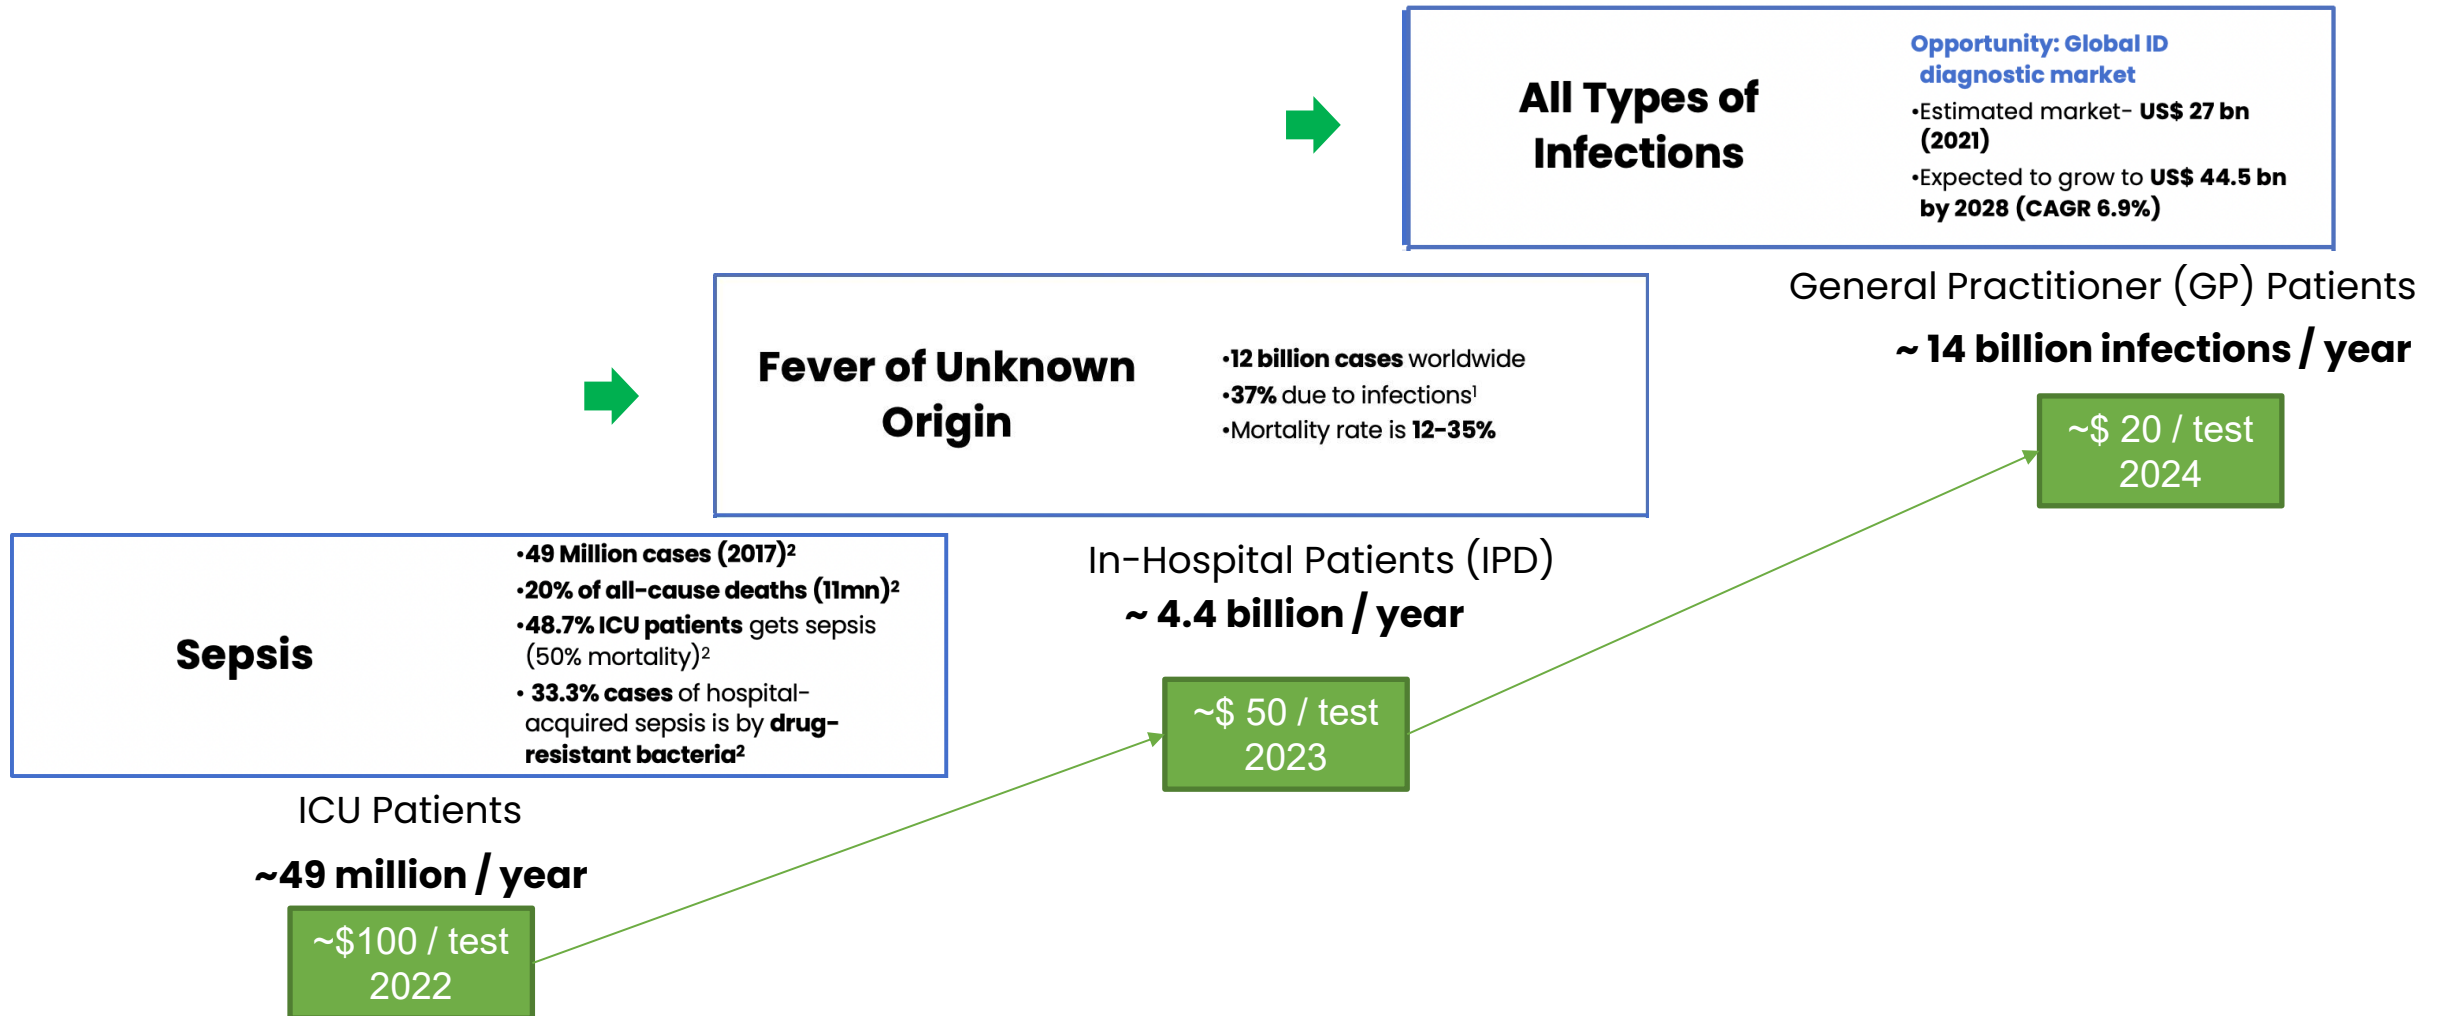 Opportunity: Global ID
diagnostic market
All Types of
Infections
•Estimated market- US$ 27 bn
(2021)
•Expected to grow to US$ 44.5 bn
by 2028 (CAGR 6.9%)
General Practitioner (GP) Patients
~ 14 billion infections / year
~$ 20 / test
2024
Fever of Unknown
Origin
•12 billion cases worldwide
•37% due to infections¹
•Mortality rate is 12-35%
In-Hospital Patients (IPD)
~ 4.4 billion / year
~$ 50 / test
2023
Sepsis
•49 Million cases (2017)²
•20% of all-cause deaths (11mn)²
•48.7% ICU patients gets sepsis
(50% mortality)²
• 33.3% cases of hospital-
acquired sepsis is by drug-
resistant bacteria²
ICU Patients
~49 million / year
~$100 / test
2022